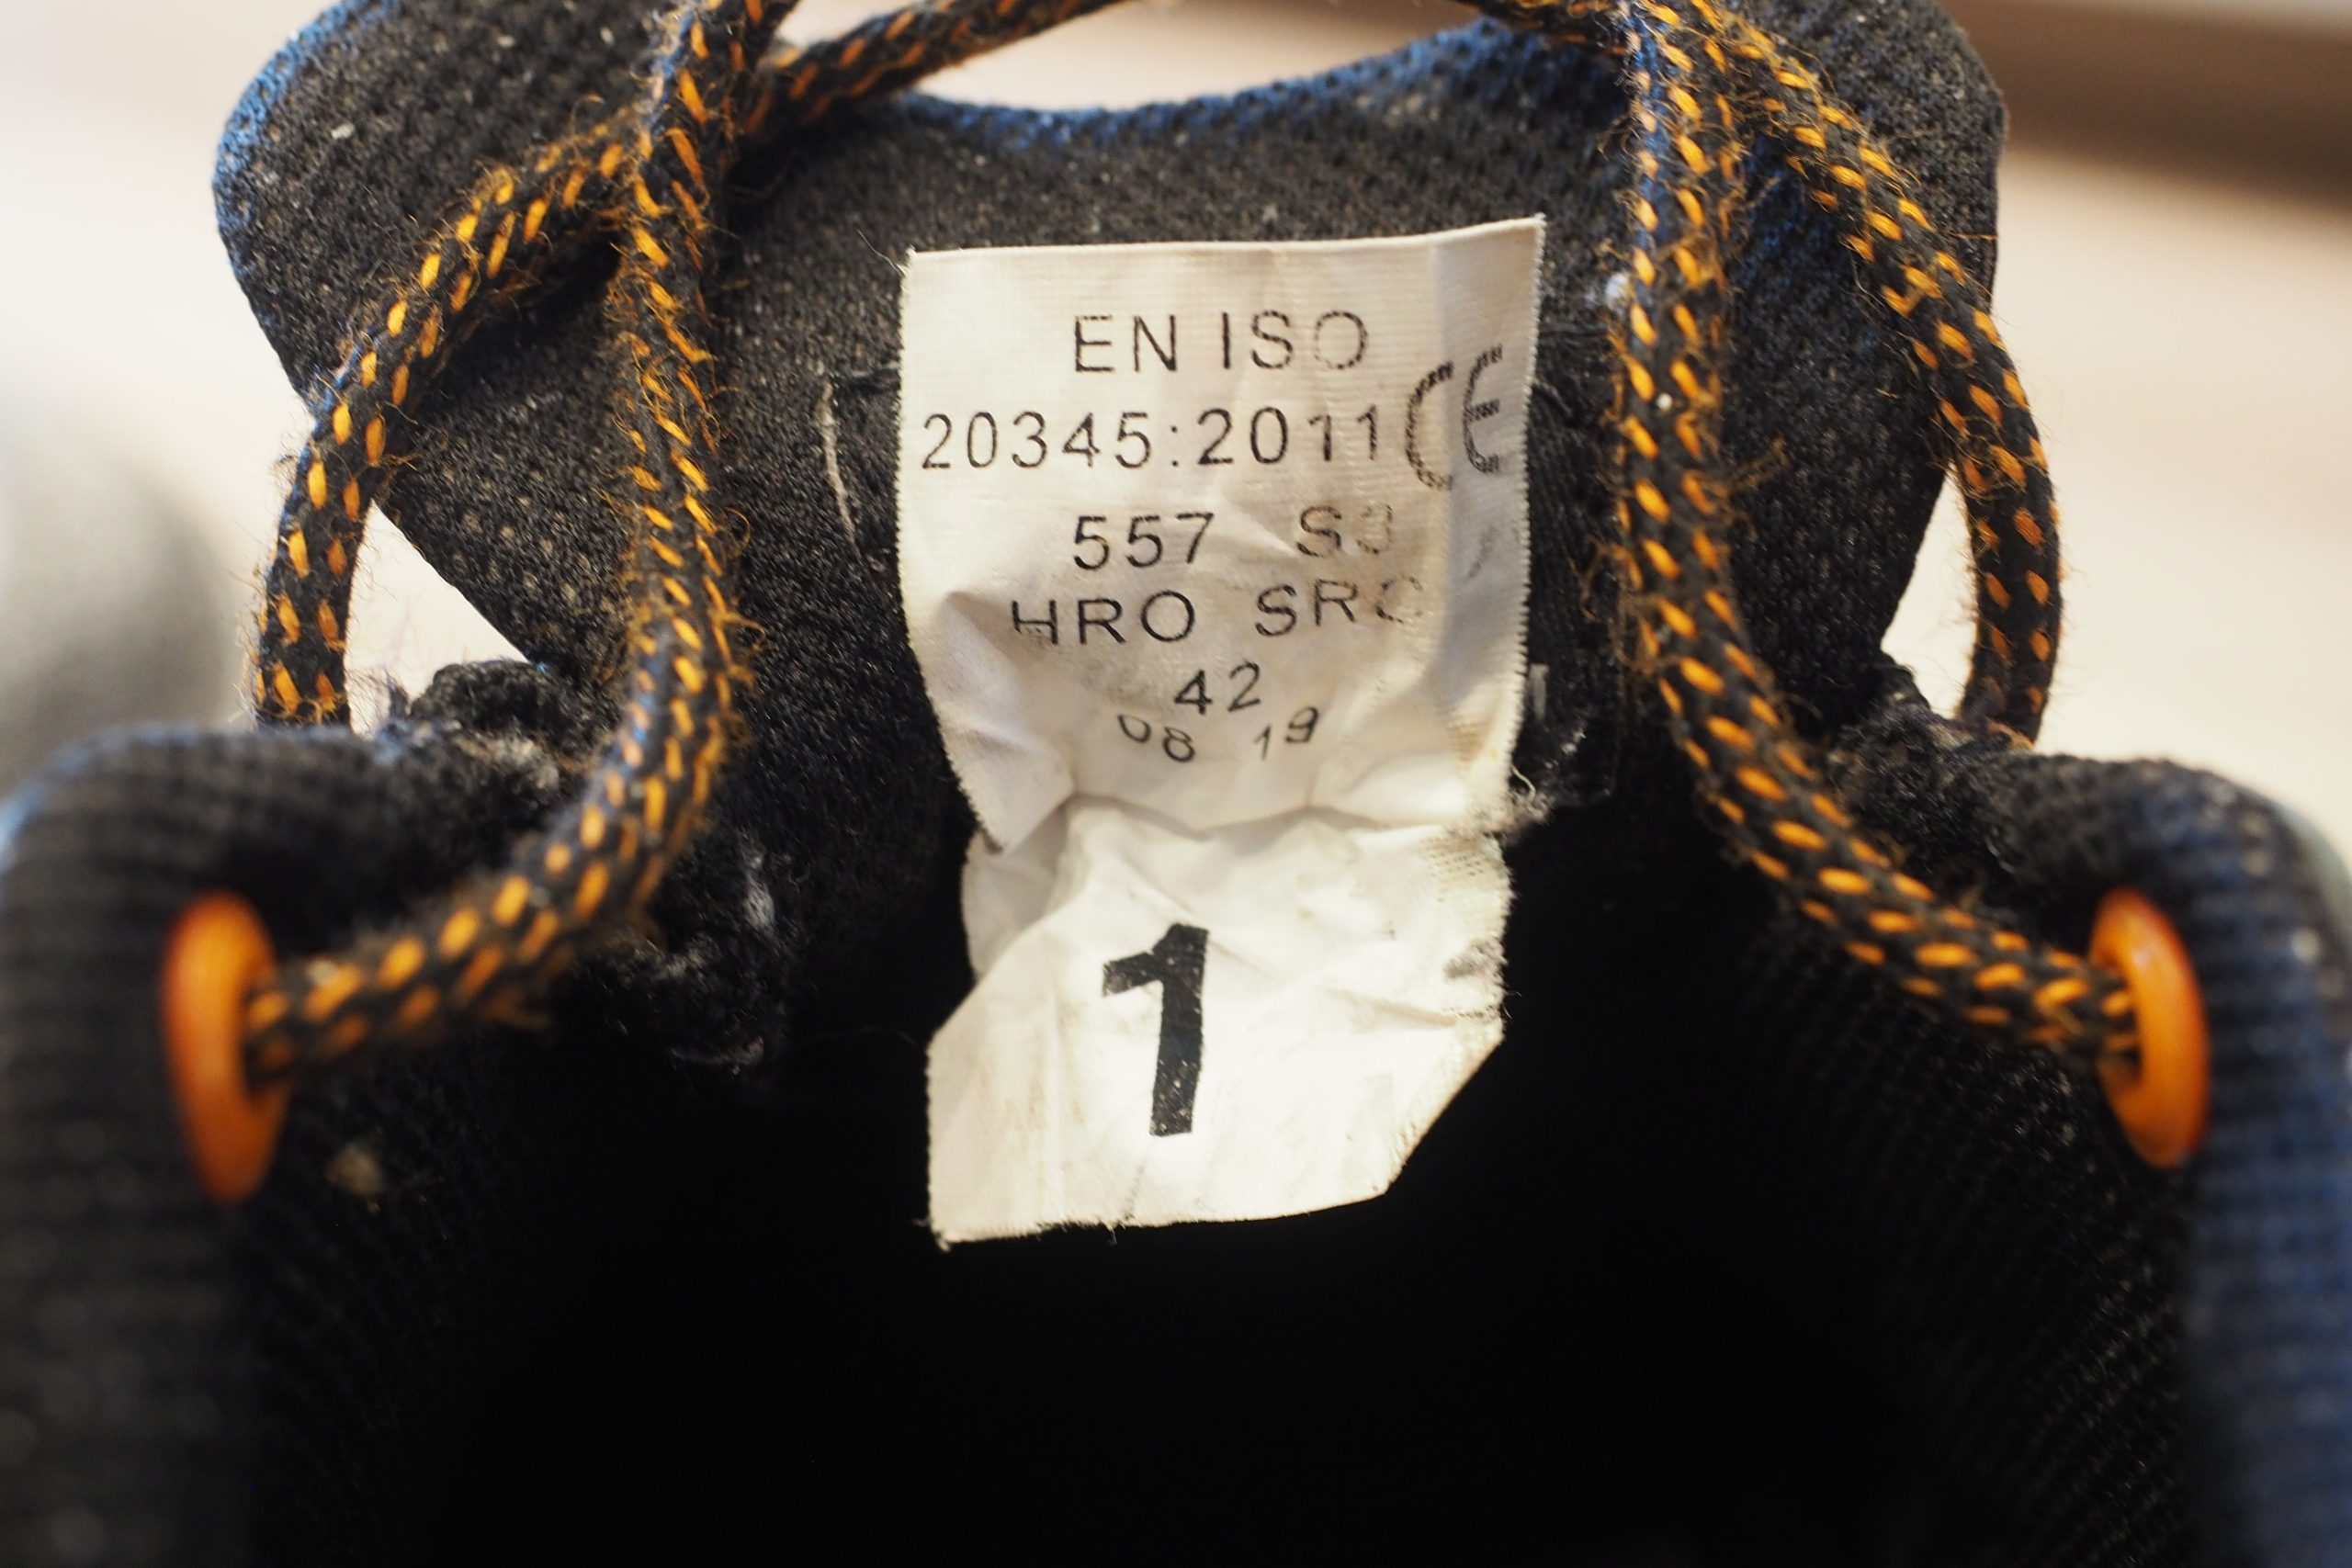 EN ISO
20345:2011 CE
557 S3
HRO SRC
42
08 19
1